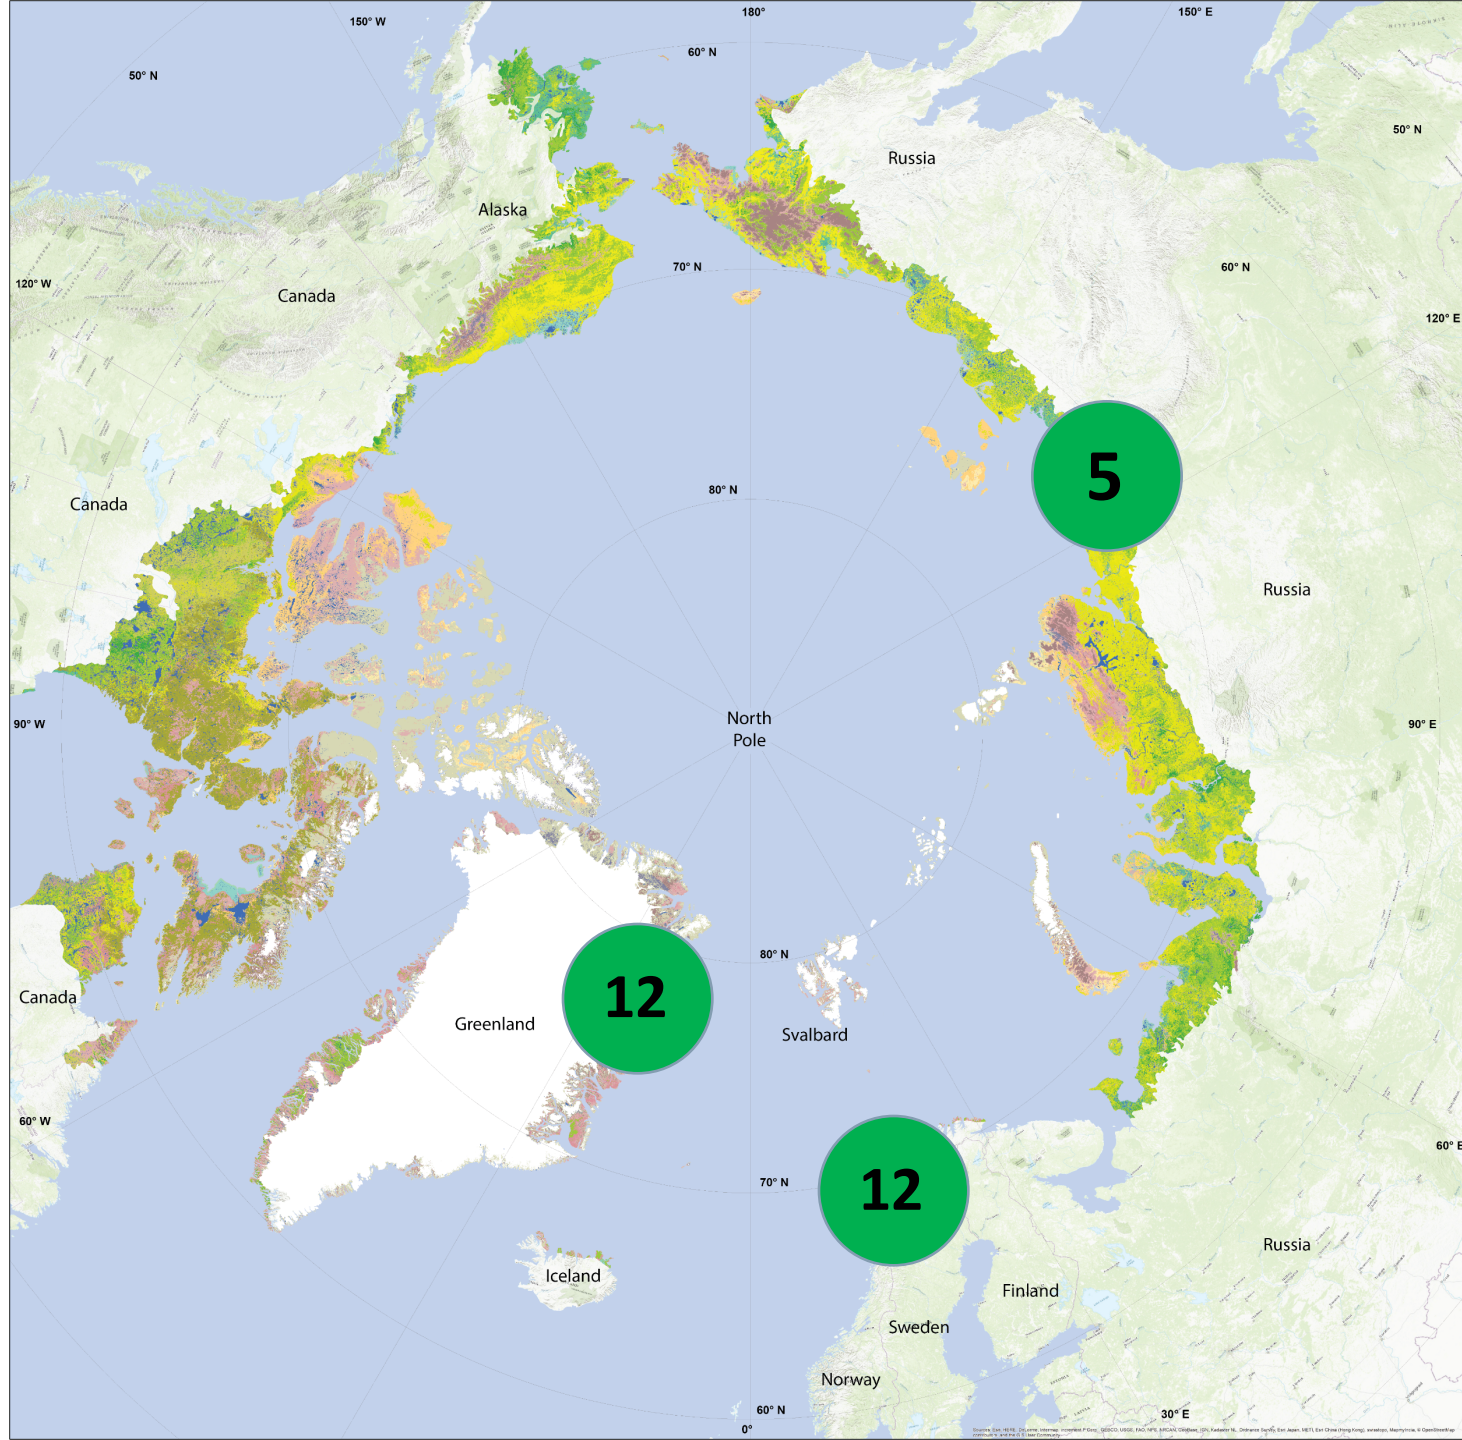 150° W
180°
150° E
60° N
50° N
50° N
Russia
Alaska
70° N
60° N
120° W
Canada
120° E
5
80° N
Canada
Russia
North
Pole
90° W
90° E
80° N
Canada
12
Greenland
Svalbard
60° W
60° E
70° N
12
Russia
Iceland
Finland
Sweden
Norway
60° N
30° E
0°